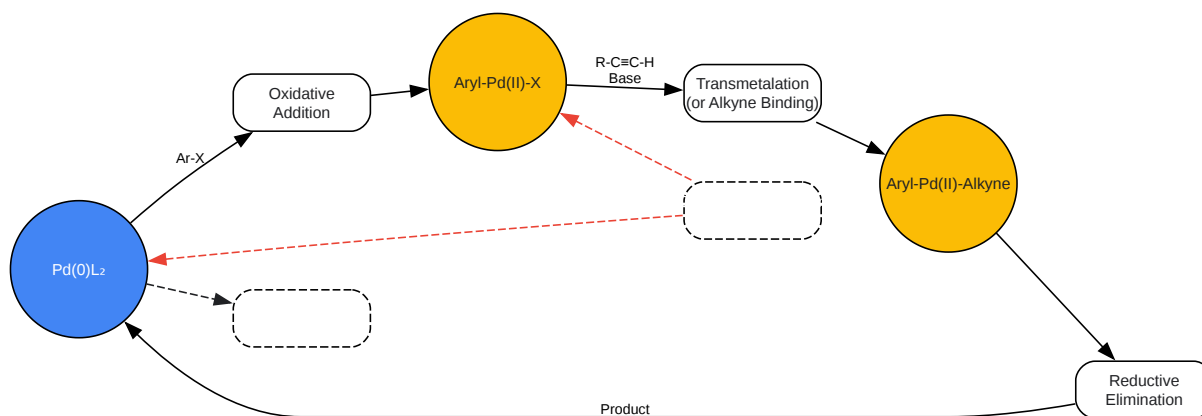 R-C≡C-H
Base
Transmetalation
(or Alkyne Binding)
Aryl-Pd(II)-X
Oxidative
Addition
Ar-X
Aryl-Pd(II)-Alkyne
Pd(0)L₂
Reductive
Elimination
Product